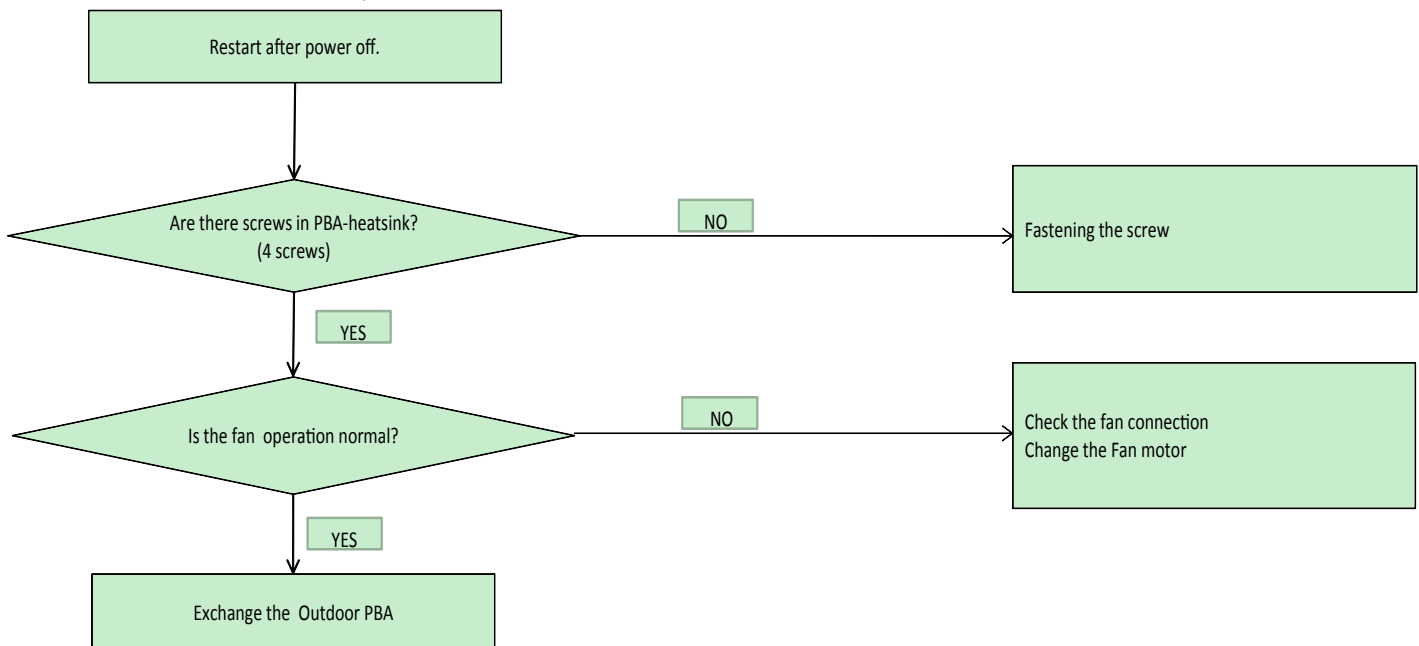 Restart after power off.
Are there screws in PBA-heatsink?
(4 screws)
NO
Fastening the screw
YES
Is the fan operation normal?
NO
Check the fan connection
Change the Fan motor
YES
Exchange the Outdoor PBA